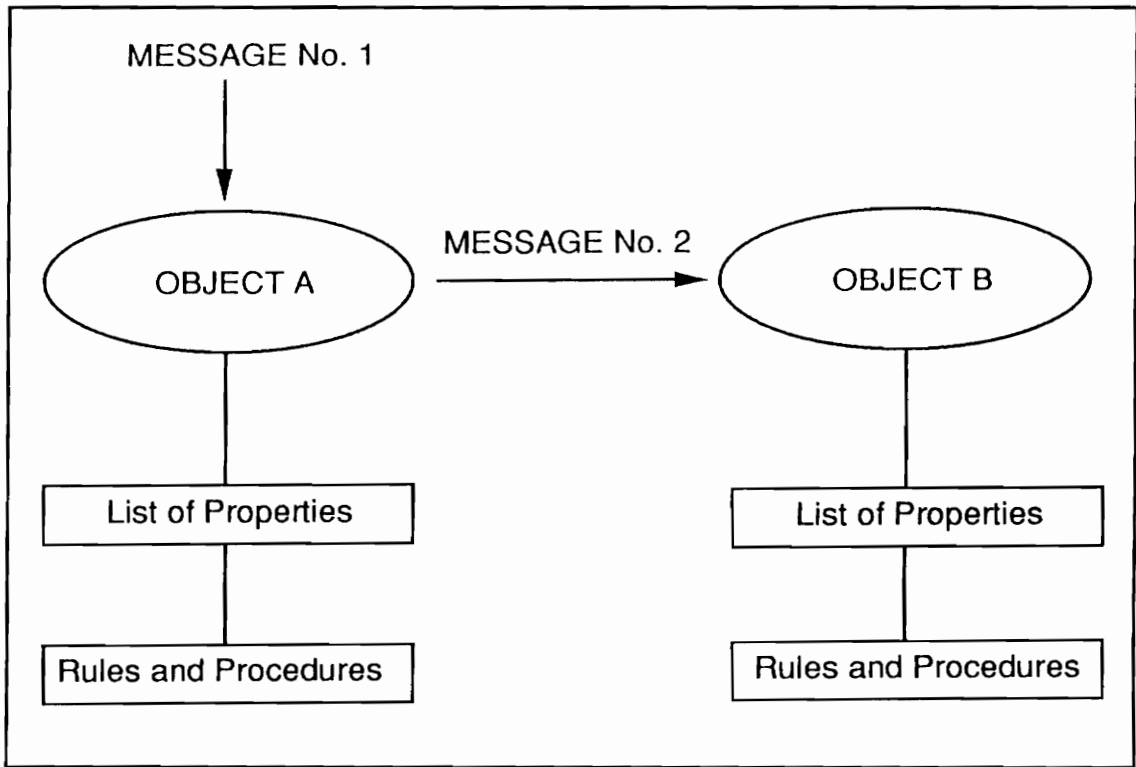 MESSAGE No. 1
MESSAGE No. 2
OBJECT A
OBJECT B
List of Properties
List of Properties
Rules and Procedures
Rules and Procedures